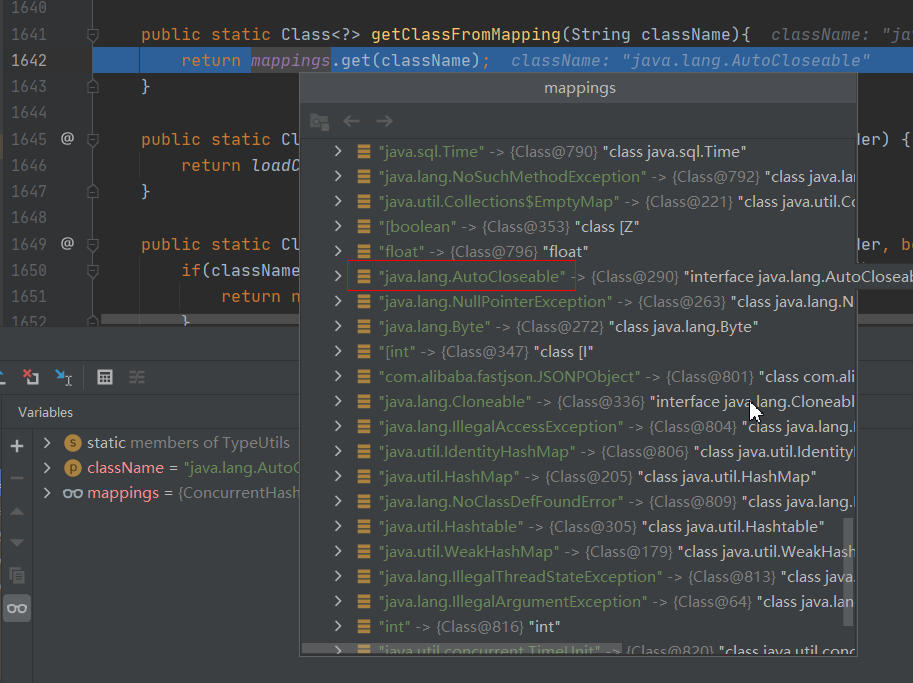 1640
1641 public static Class<?> getClassFromMapping(String className){ className: "ja
1642 return mappings.get(className); className: "java.lang.AutoCloseable"
1643 }
mappings
1644
1645 @ public static Cl der) {
1646 return loadC
1647 }
1648
1649 @ public static Cl der, bo
1650 if(className
1651 return n
1652 }
"java.sql.Time" -> {Class@790} "class java.sql.Time"
"java.lang.NoSuchMethodException" -> {Class@792} "class java.la
"java.util.Collections$EmptyMap" -> {Class@221} "class java.util.Co
"[boolean" -> {Class@353} "class [Z"
"float" -> {Class@796} "float"
"java.lang.AutoCloseable" -> {Class@290} "interface java.lang.AutoCloseab
"java.lang.NullPointerException" -> {Class@263} "class java.lang.N
"java.lang.Byte" -> {Class@272} "class java.lang.Byte"
"[int" -> {Class@347} "class [I"
"com.alibaba.fastjson.JSONPObject" -> {Class@801} "class com.ali
"java.lang.Cloneable" -> {Class@336} "interface java.lang.Cloneabl
"java.lang.IllegalAccessException" -> {Class@804} "class java.lang.
"java.util.IdentityHashMap" -> {Class@806} "class java.util.Identity
"java.util.HashMap" -> {Class@205} "class java.util.HashMap"
"java.lang.NoClassDefFoundError" -> {Class@809} "class java.lang.
"java.util.Hashtable" -> {Class@305} "class java.util.Hashtable"
"java.util.WeakHashMap" -> {Class@179} "class java.util.WeakHash
"java.lang.IllegalThreadStateException" -> {Class@813} "class java.
"java.lang.IllegalArgumentException" -> {Class@64} "class java.lan
"int" -> {Class@816} "int"
"java.util.concurrent.TimeUnit" -> {Class@820} "class java.util.conc
Variables
s static members of TypeUtils
p className = "java.lang.AutoC
mappings = {ConcurrentHash